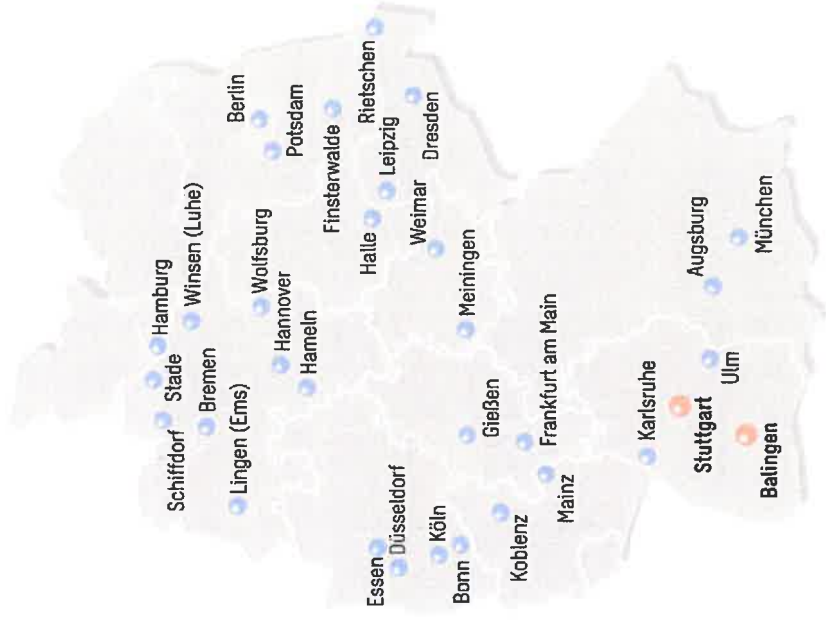 Hamburg
Stade
Winsen (Luhe)
Schiffdorf
Bremen
Lingen (Ems)
Berlin
Potsdam
Wolfsburg
Hannover
Hameln
Finsterwalde
Rietschen
Halle
Leipzig
Dresden
Weimar
Essen
Düsseldorf
Köln
Bonn
Meiningen
Gießen
Koblenz
Frankfurt am Main
Mainz
Karlsruhe
Stuttgart
Ulm
Augsburg
Balingen
München